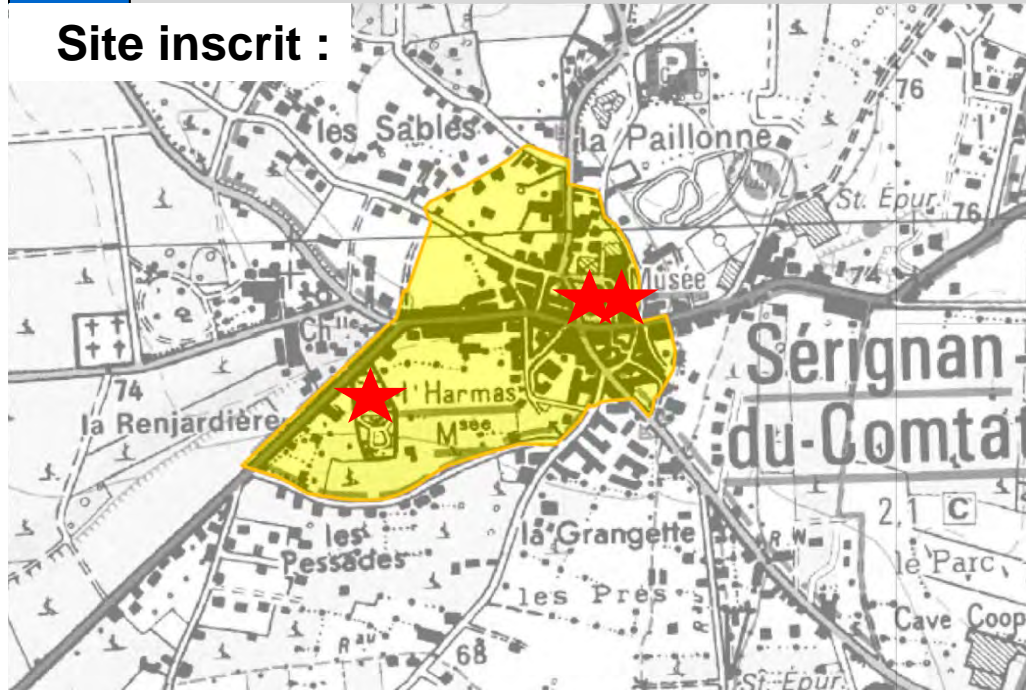 Site inscrit :
P
76
les Sables
la Paillonne
St. Épur.
76
74
Musée
Ch^lle
Sérignan-
du-Comtat
74
l'Harmas
la Renjardière
M^sée
2,1 C
les
Pessades
la Grangette
le Parc
les Prés
Cave Coop
R^au
68
St. Épur.